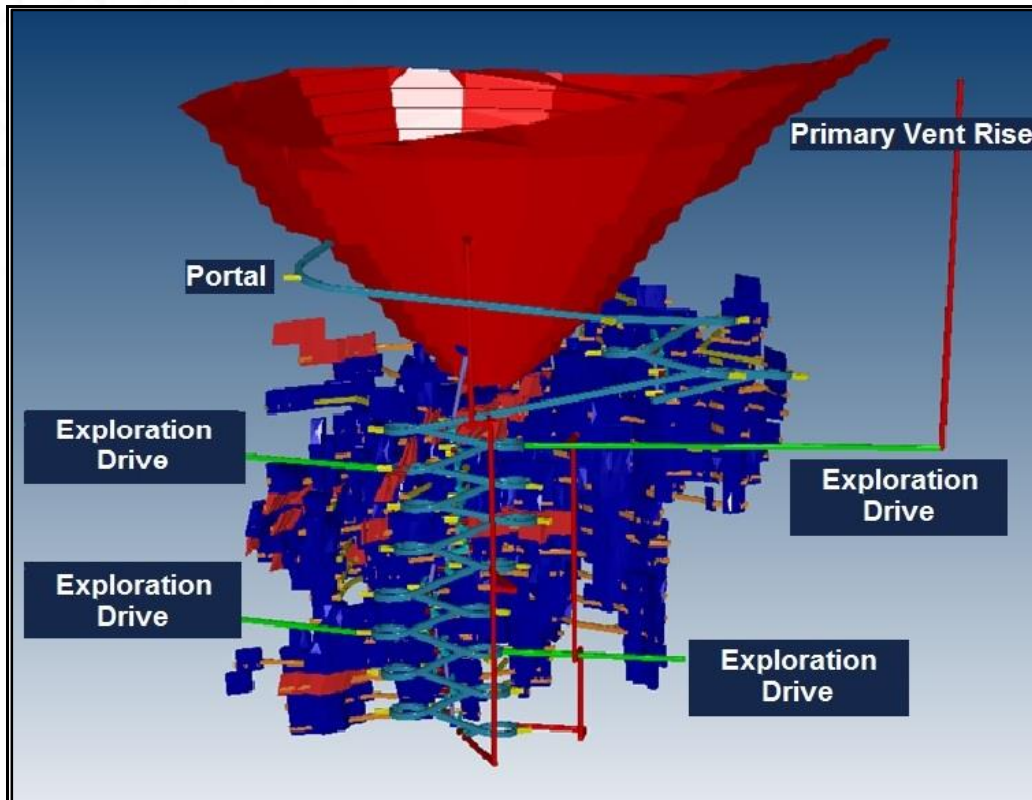 Primary Vent Rise
Portal
Exploration
Drive
Exploration
Drive
Exploration
Drive
Exploration
Drive